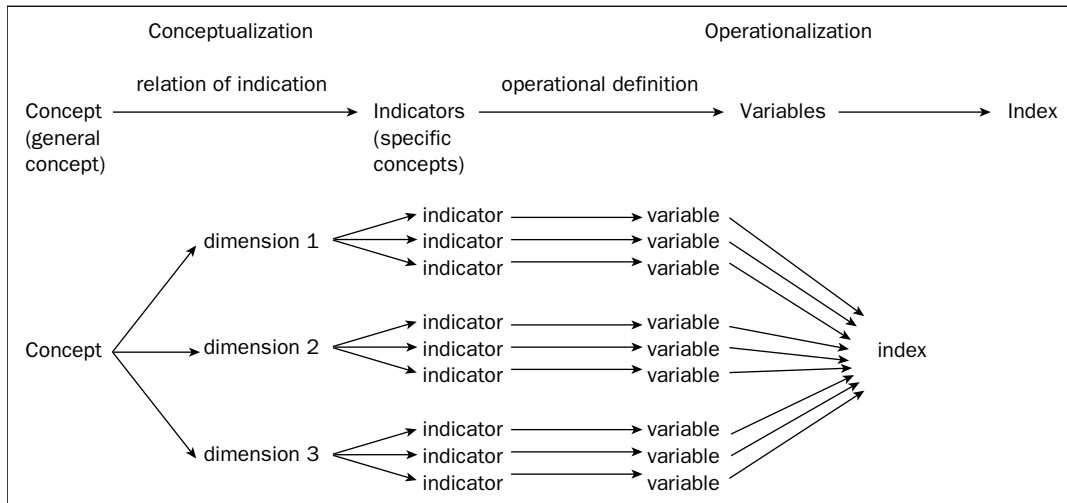 Conceptualization Operationalization
relation of indication operational definition
Concept Indicators Variables Index
(general (specific
concept) concepts)
indicator variable
dimension 1 indicator variable
indicator variable
indicator variable
Concept dimension 2 indicator variable index
indicator variable
indicator variable
dimension 3 indicator variable
indicator variable